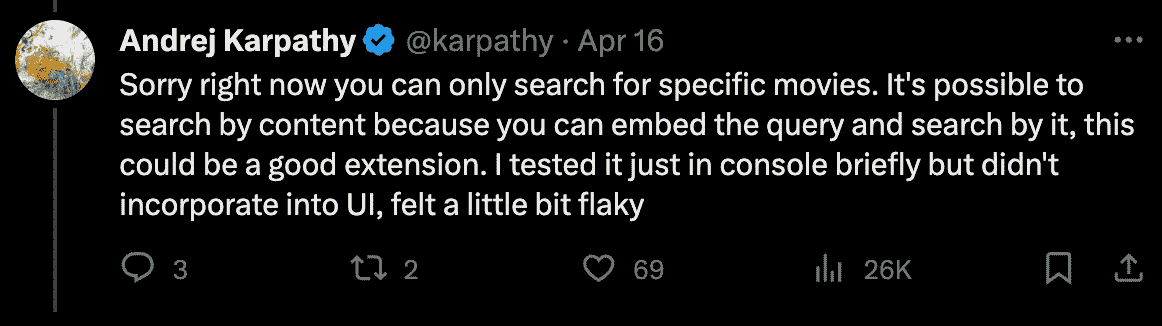 Andrej Karpathy @karpathy · Apr 16
Sorry right now you can only search for specific movies. It's possible to
search by content because you can embed the query and search by it, this
could be a good extension. I tested it just in console briefly but didn't
incorporate into UI, felt a little bit flaky
3 2 69 26K